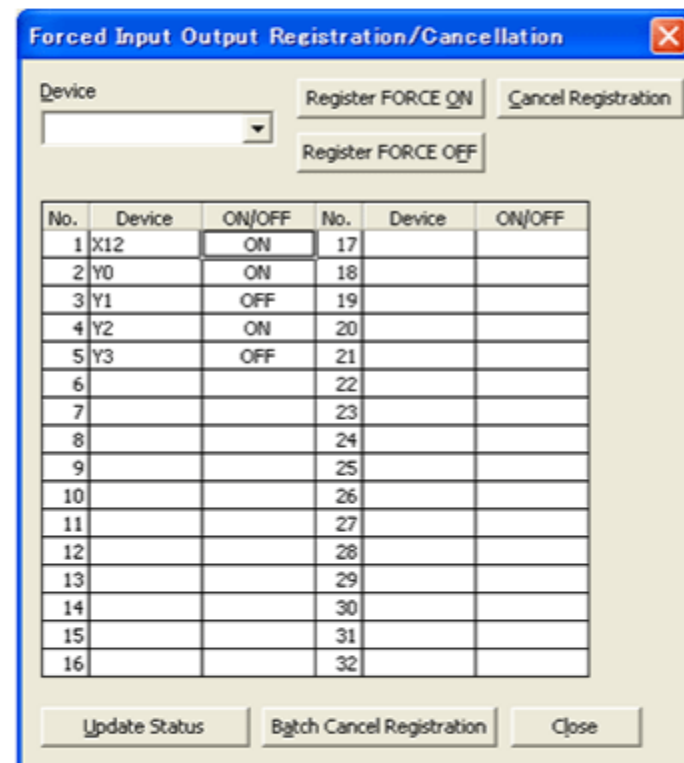 Forced Input Output Registration/Cancellation
Device
Register FORCE ON
Cancel Registration
Register FORCE OFF
No. Device ON/OFF No. Device ON/OFF
1 X12 ON 17
2 Y0 ON 18
3 Y1 OFF 19
4 Y2 ON 20
5 Y3 OFF 21
6 22
7 23
8 24
9 25
10 26
11 27
12 28
13 29
14 30
15 31
16 32
Update Status Batch Cancel Registration Close